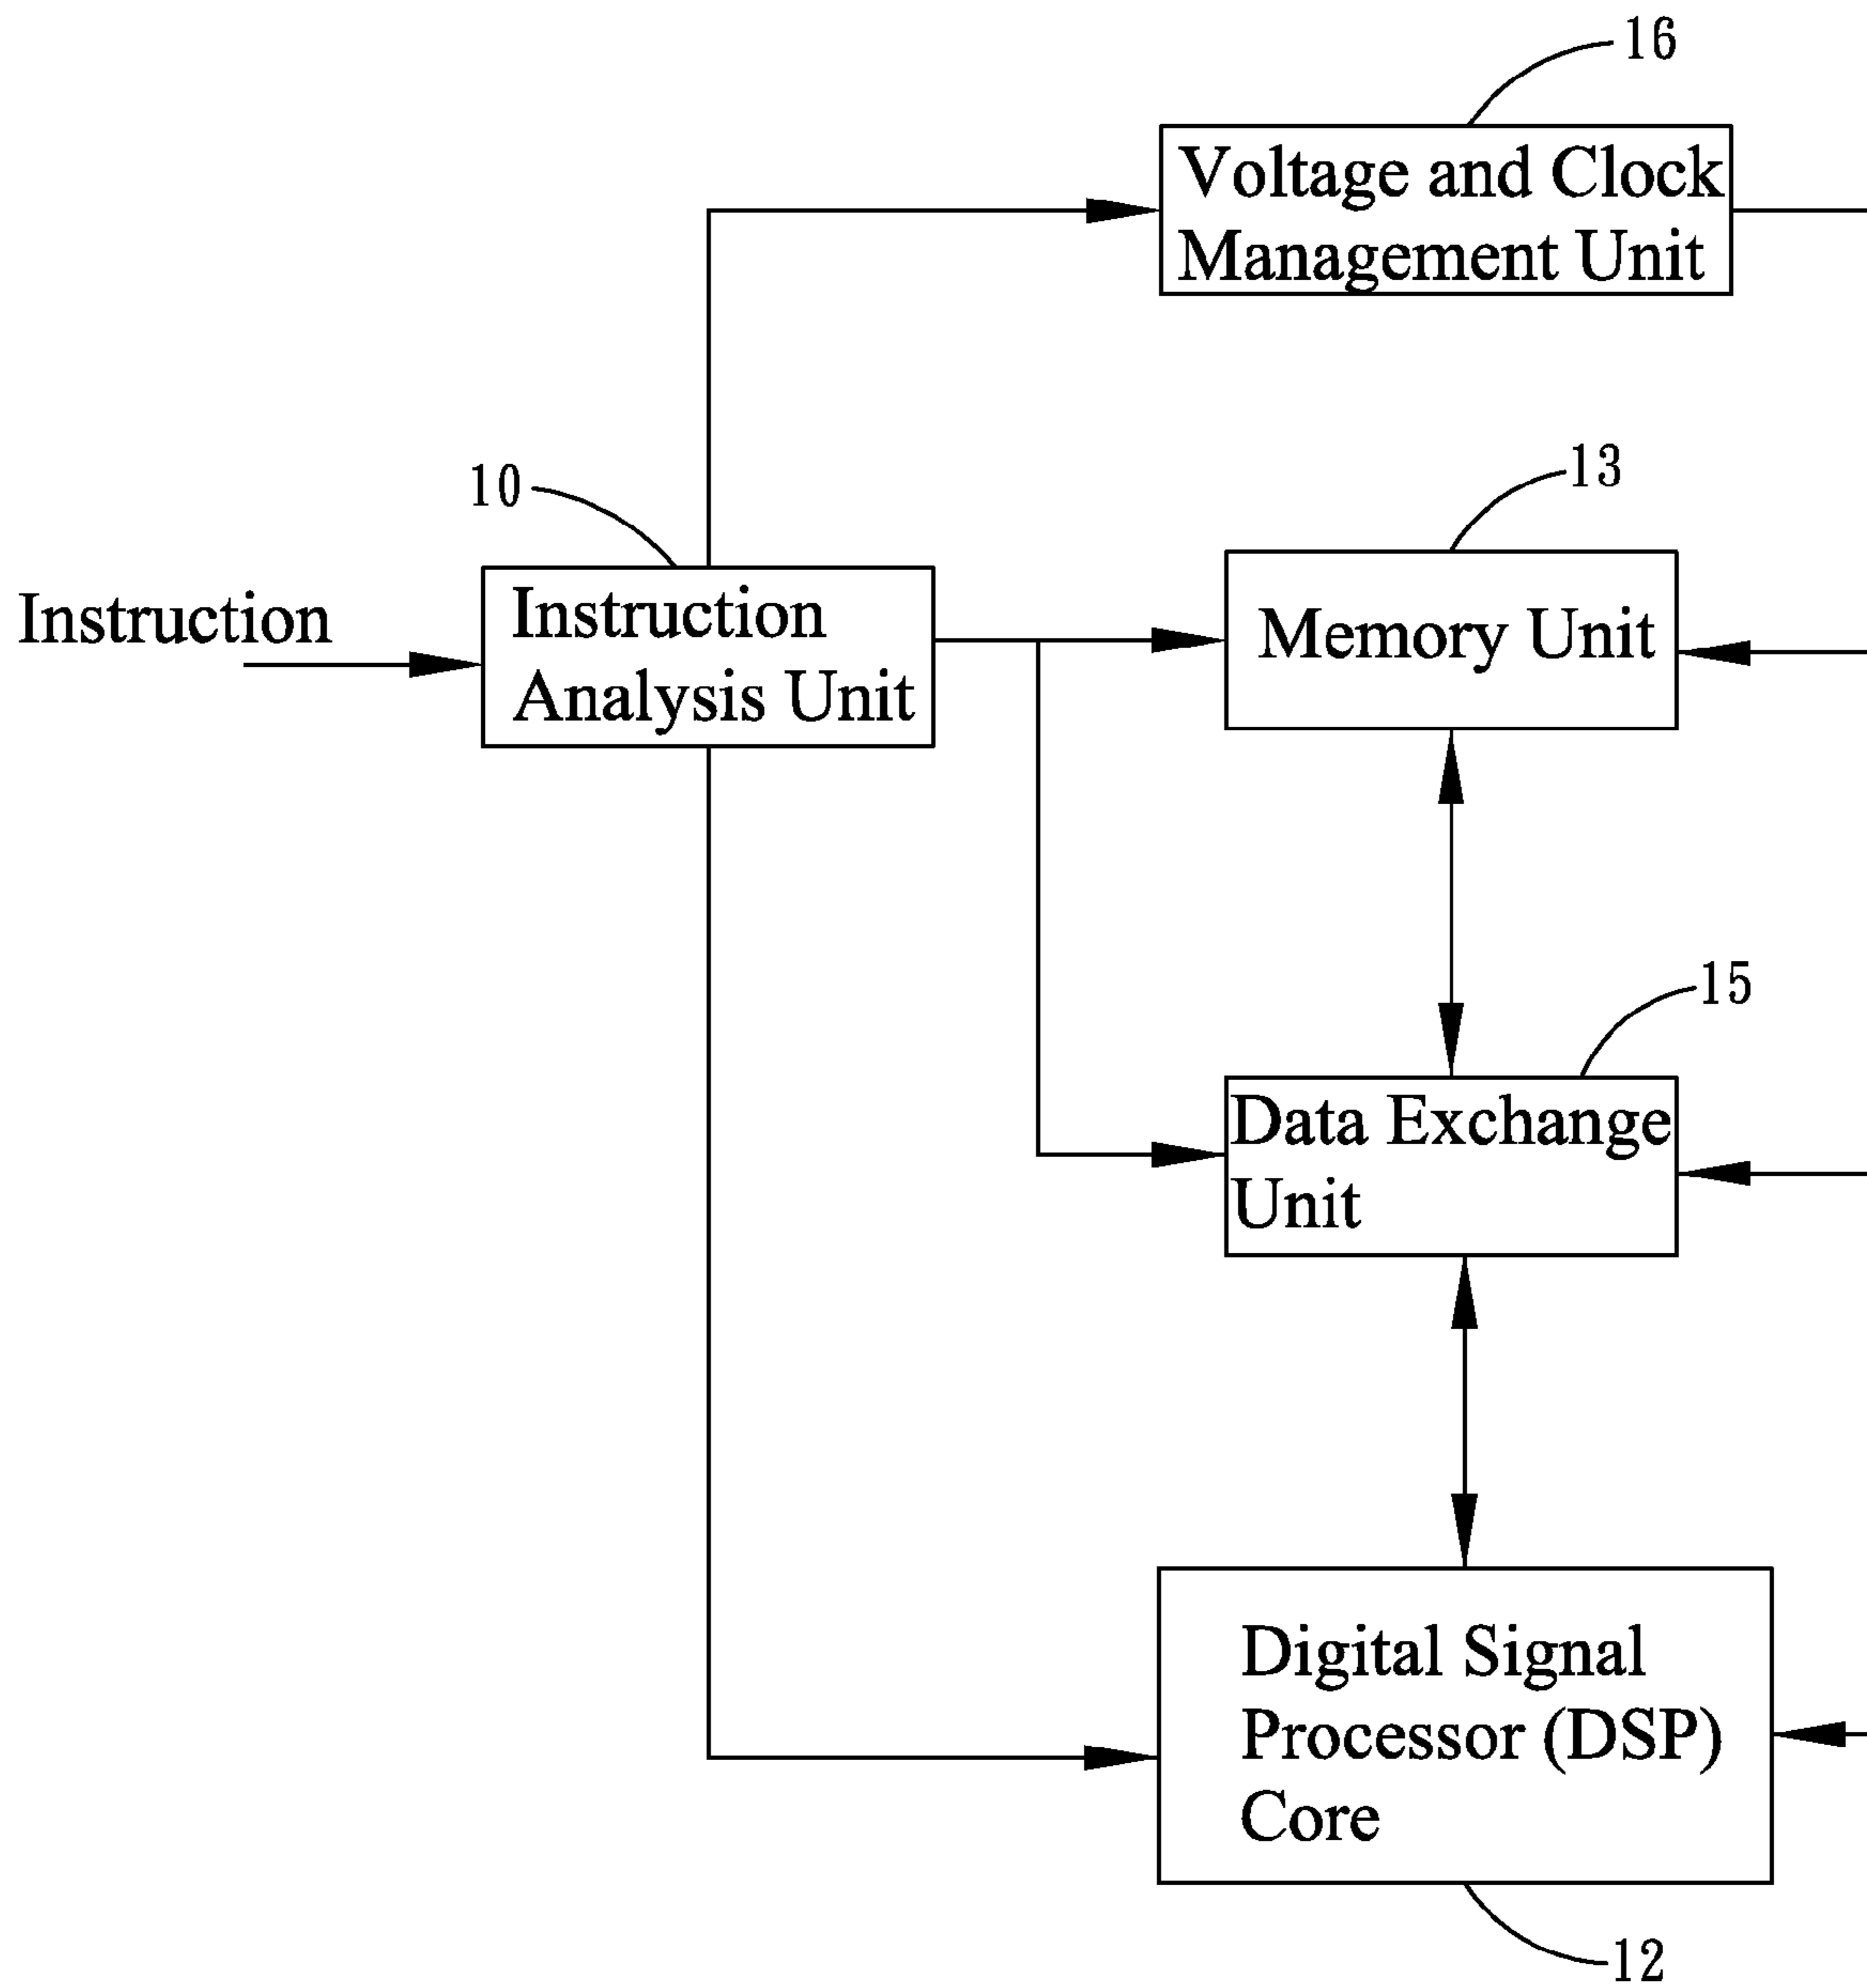 16
Voltage and Clock
Management Unit
10
13
Instruction
Instruction
Analysis Unit
Memory Unit
15
Data Exchange
Unit
Digital Signal
Processor (DSP)
Core
12